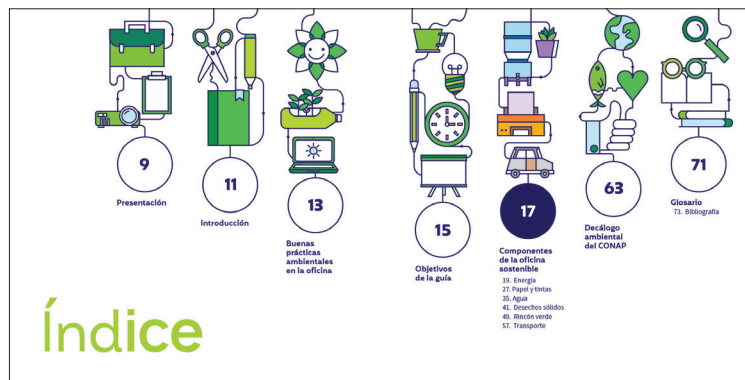 9
Presentación
11
Introducción
13
Buenas
prácticas
ambientales
en la oficina
15
Objetivos
de la guía
17
Componentes
de la oficina
sostenible
19. Energía
27. Papel y tintas
35. Agua
41. Desechos sólidos
49. Rincón verde
57. Transporte
63
Decálogo
ambiental
del CONAP
71
Glosario
73. Bibliografía
Índice